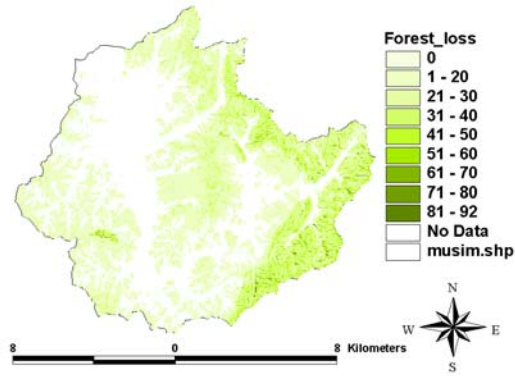 Forest_loss
0
1 - 20
21 - 30
31 - 40
41 - 50
51 - 60
61 - 70
71 - 80
81 - 92
No Data
musim.shp
N
W E
S
8 0 8 Kilometers